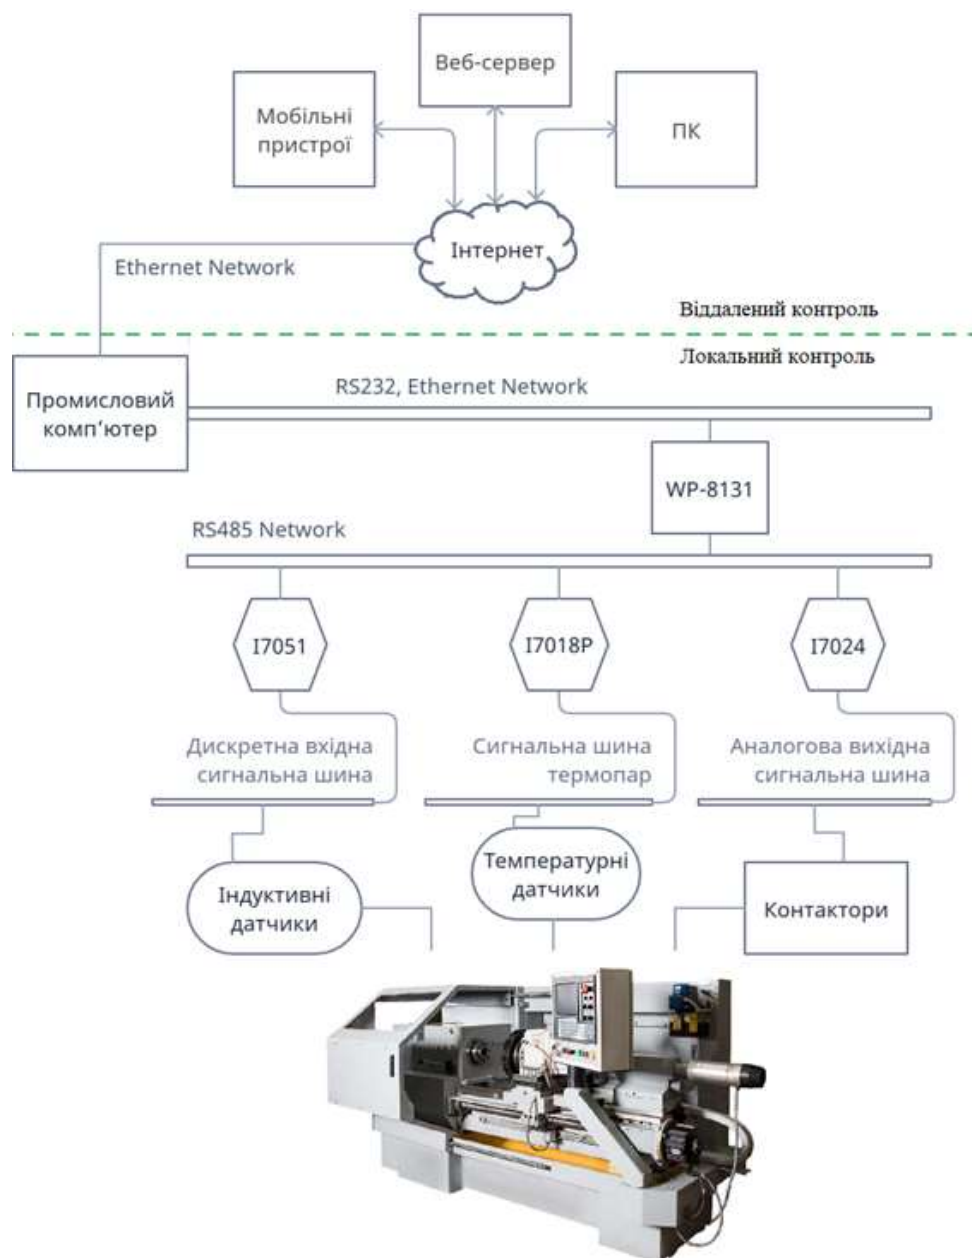 Веб-сервер
Мобільні
пристрої
ПК
Інтернет
Ethernet Network
Віддалений контроль
Локальний контроль
Промисловий
комп‘ютер
RS232, Ethernet Network
WP-8131
RS485 Network
I7051
I7018P
I7024
Дискретна вхідна
сигнальна шина
Сигнальна шина
термопар
Аналогова вихідна
сигнальна шина
Індуктивні
датчики
Температурні
датчики
Контактори